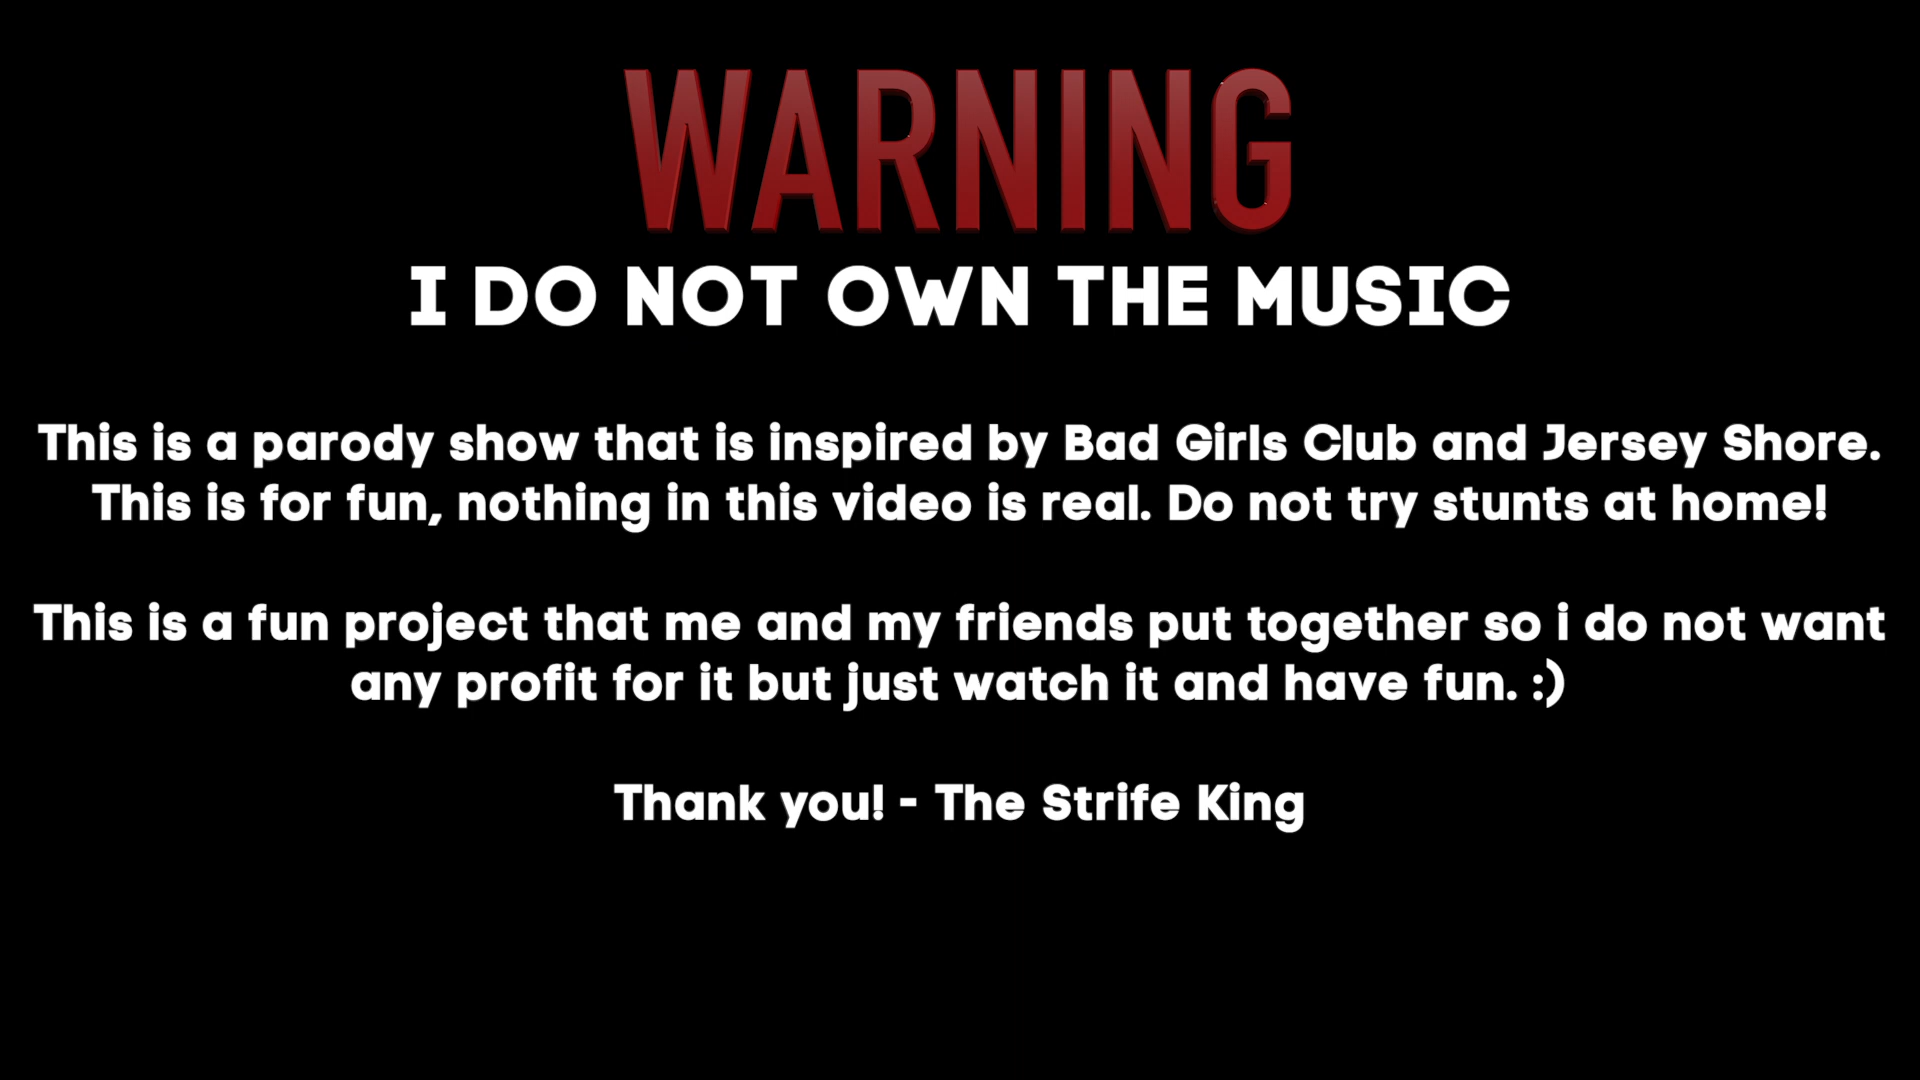 WARNING
I DO NOT OWN THE MUSIC
This is a parody show that is inspired by Bad Girls Club and Jersey Shore.
This is for fun, nothing in this video is real. Do not try stunts at home!
This is a fun project that me and my friends put together so i do not want
any profit for it but just watch it and have fun. :)
Thank you! - The Strife King